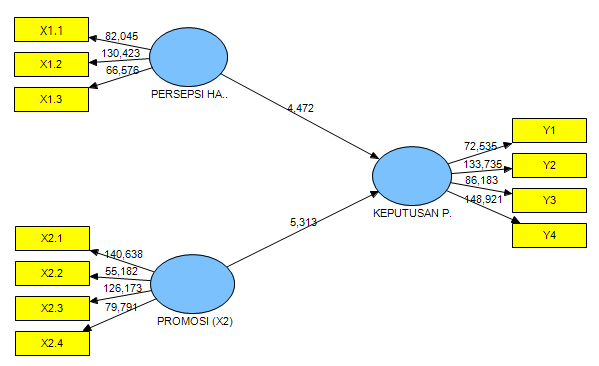 X1.1
82,045
X1.2
130,423
X1.3
66,576
PERSEPSI HA..
4,472
Y1
72,535
Y2
133,735
Y3
86,183
Y4
148,921
KEPUTUSAN P.
5,313
X2.1
140,638
X2.2
55,182
X2.3
126,173
X2.4
79,791
PROMOSI (X2)